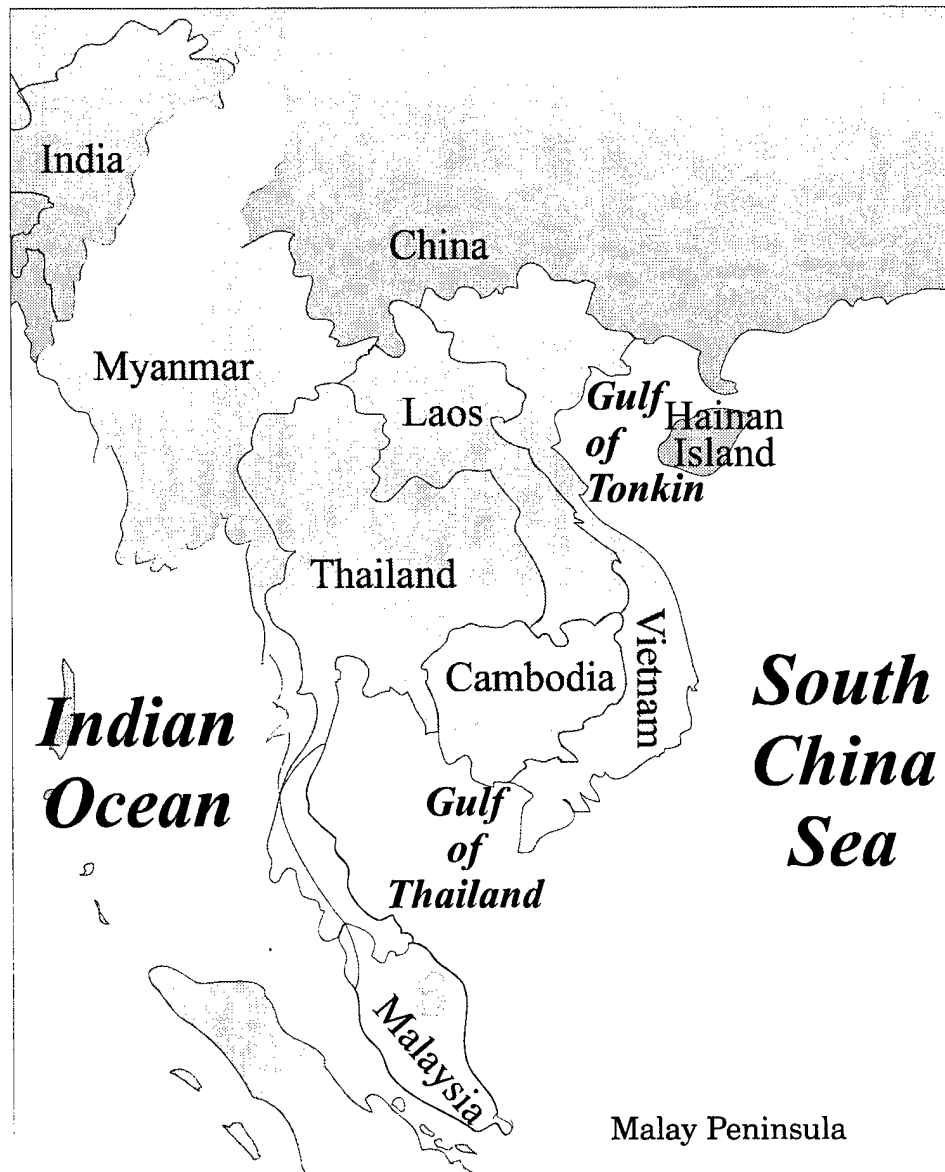 India
China
Myanmar
Laos
Gulf
of
Tonkin
Hainan
Island
Thailand
Vietnam
Cambodia
Indian
Ocean
South
China
Sea
Gulf
of
Thailand
Malaysia
Malay Peninsula